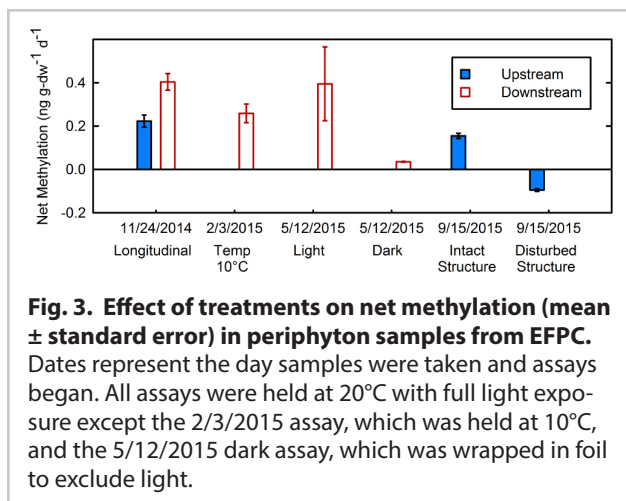 Net Methylation (ng g-dw⁻¹ d⁻¹)
0.4
0.2
0.0
-0.2
Upstream
Downstream
11/24/2014 2/3/2015 5/12/2015 5/12/2015 9/15/2015 9/15/2015
Longitudinal Temp Light Dark Intact Disturbed
10°C Structure Structure
Fig. 3. Effect of treatments on net methylation (mean
± standard error) in periphyton samples from EFPC.
Dates represent the day samples were taken and assays
began. All assays were held at 20°C with full light expo-
sure except the 2/3/2015 assay, which was held at 10°C,
and the 5/12/2015 dark assay, which was wrapped in foil
to exclude light.